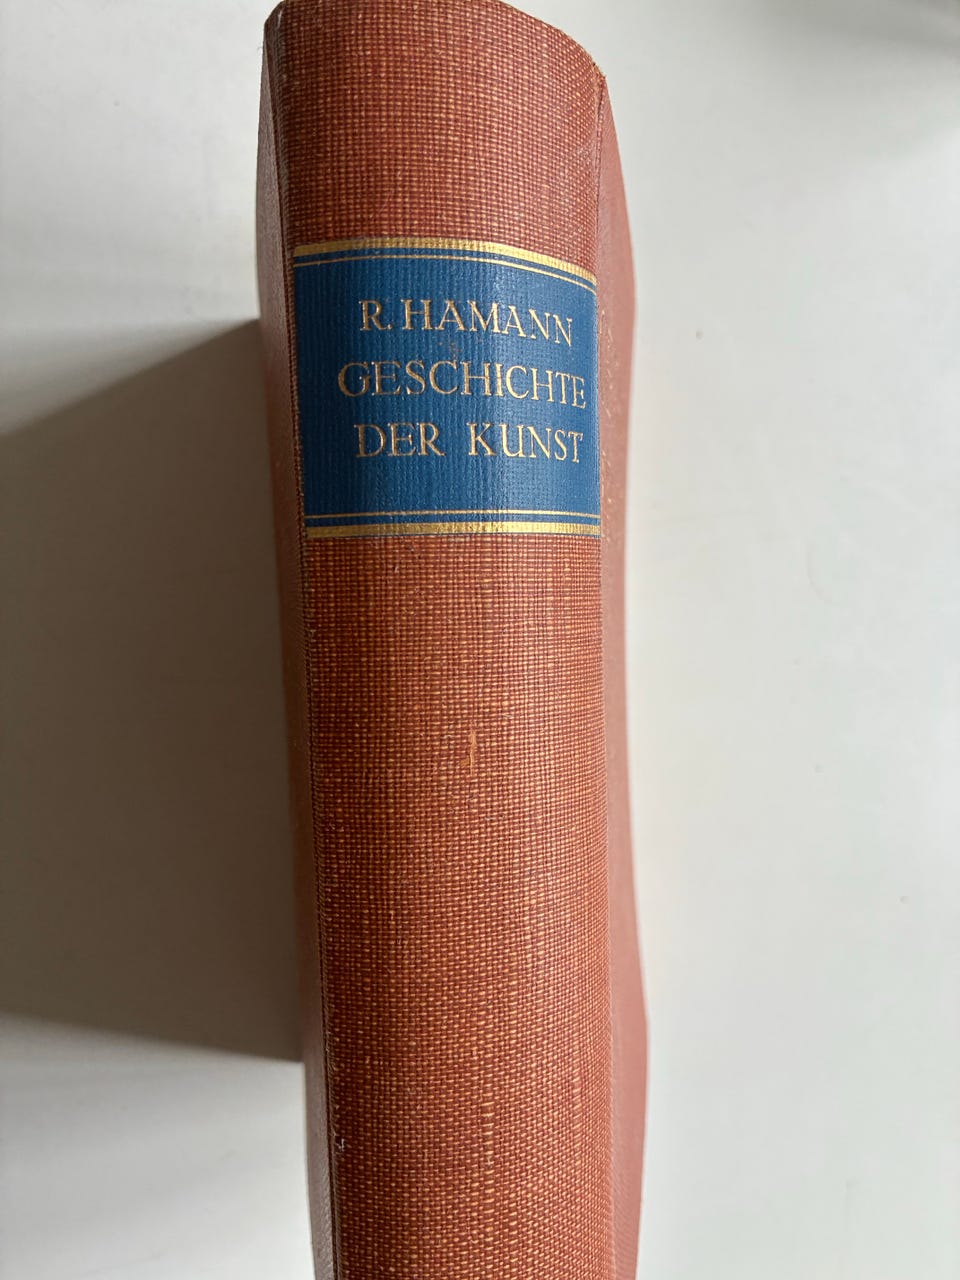 R. HAMANN
GESCHICHTE
DER KUNST